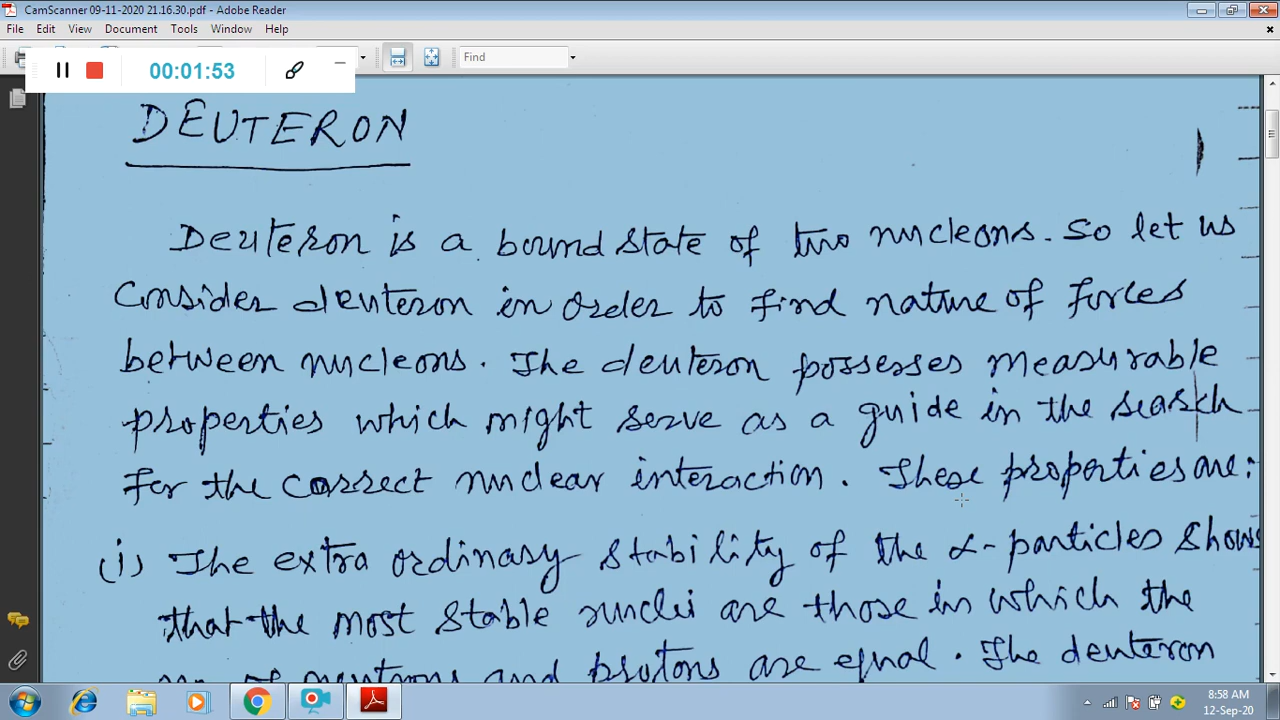 CamScanner 09-11-2020 21.16.30.pdf - Adobe Reader
File Edit View Document Tools Window Help
00:01:53
Find
DEUTERON
Deuteron is a bound state of two nucleons. So let us
Consider deuteron in order to find nature of forces
between nucleons. The deuteron possesses measurable
properties which might serve as a guide in the search
for the correct nuclear interaction. These properties are:
(i) The extra ordinary stability of the α-particles shows
that the most stable nuclei are those in which the
no. of neutrons and protons are equal. The deuteron
8:58 AM
12-Sep-20